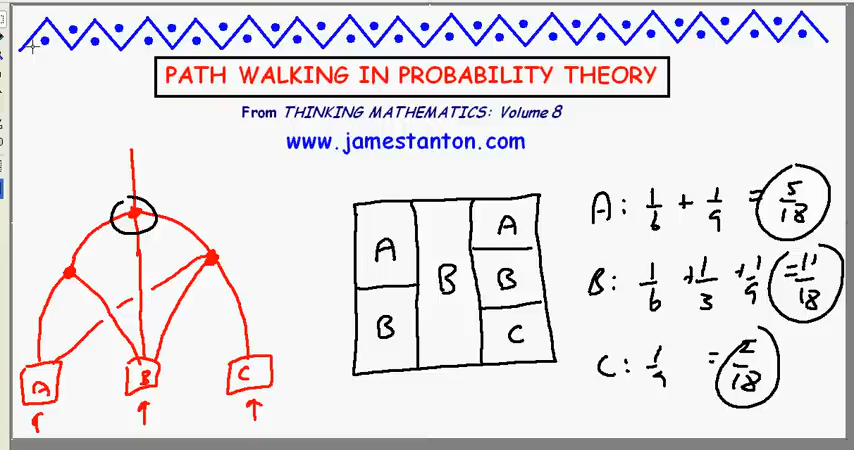 PATH WALKING IN PROBABILITY THEORY
From THINKING MATHEMATICS: Volume 8
www.jamestanton.com
A B C
A
B
B
A
B
C
A: 1/6 + 1/9 = 5/18
B: 1/6 + 1/3 + 1/9 = 11/18
C: 1/9 = 2/18